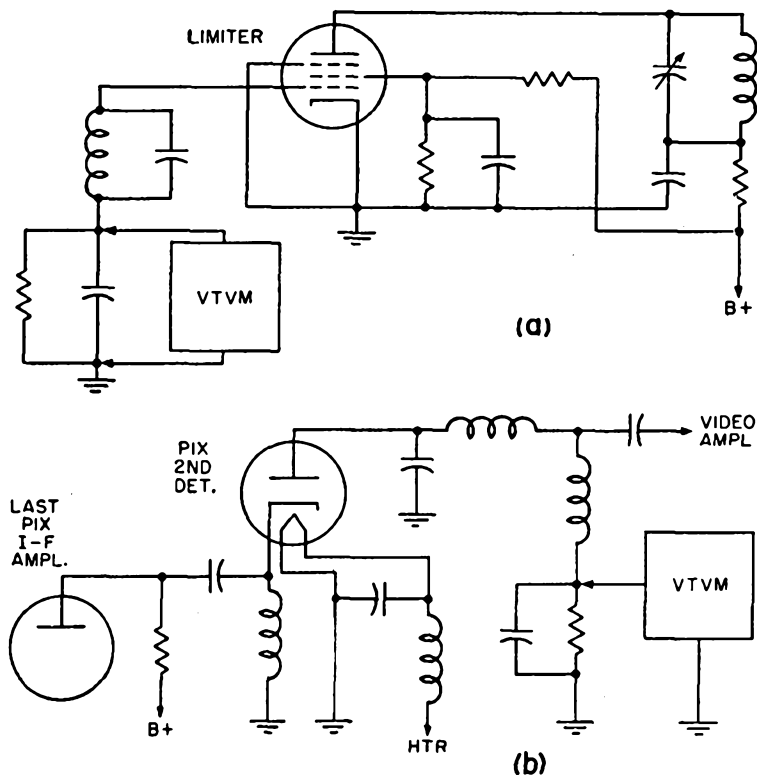 LIMITER
VTVM
B+
(a)
PIX
2ND
DET.
VIDEO
AMPL
LAST
PIX
I-F
AMPL.
VTVM
B+
HTR
(b)